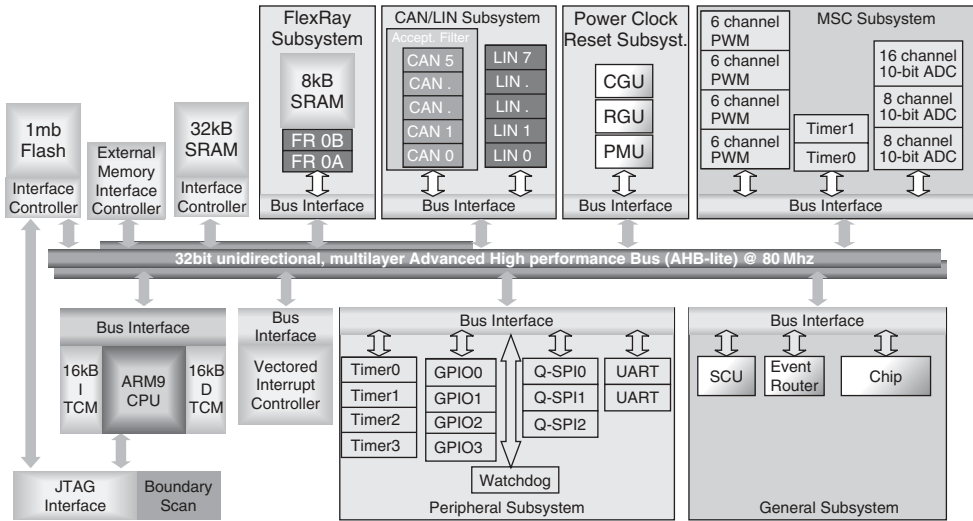 FlexRay
Subsystem
8kB
SRAM
FR 0B
FR 0A
Bus Interface
CAN/LIN Subsystem
Accept. Filter
CAN 5
CAN .
CAN .
CAN 1
CAN 0
LIN 7
LIN .
LIN .
LIN 1
LIN 0
Bus Interface
Power Clock
Reset Subsyst.
CGU
RGU
PMU
Bus Interface
MSC Subsystem
6 channel
PWM
6 channel
PWM
6 channel
PWM
6 channel
PWM
Timer1
Timer0
16 channel
10-bit ADC
8 channel
10-bit ADC
8 channel
10-bit ADC
Bus Interface
1mb
Flash
Interface
Controller
External
Memory
Interface
Controller
32kB
SRAM
Interface
Controller
32bit unidirectional, multilayer Advanced High performance Bus (AHB-lite) @ 80 Mhz
Bus Interface
16kB
I
TCM
ARM9
CPU
16kB
D
TCM
JTAG
Interface
Boundary
Scan
Bus
Interface
Vectored
Interrupt
Controller
Bus Interface
Timer0
Timer1
Timer2
Timer3
GPIO0
GPIO1
GPIO2
GPIO3
Q-SPI0
Q-SPI1
Q-SPI2
UART
UART
Watchdog
Peripheral Subsystem
Bus Interface
SCU
Event
Router
Chip
General Subsystem